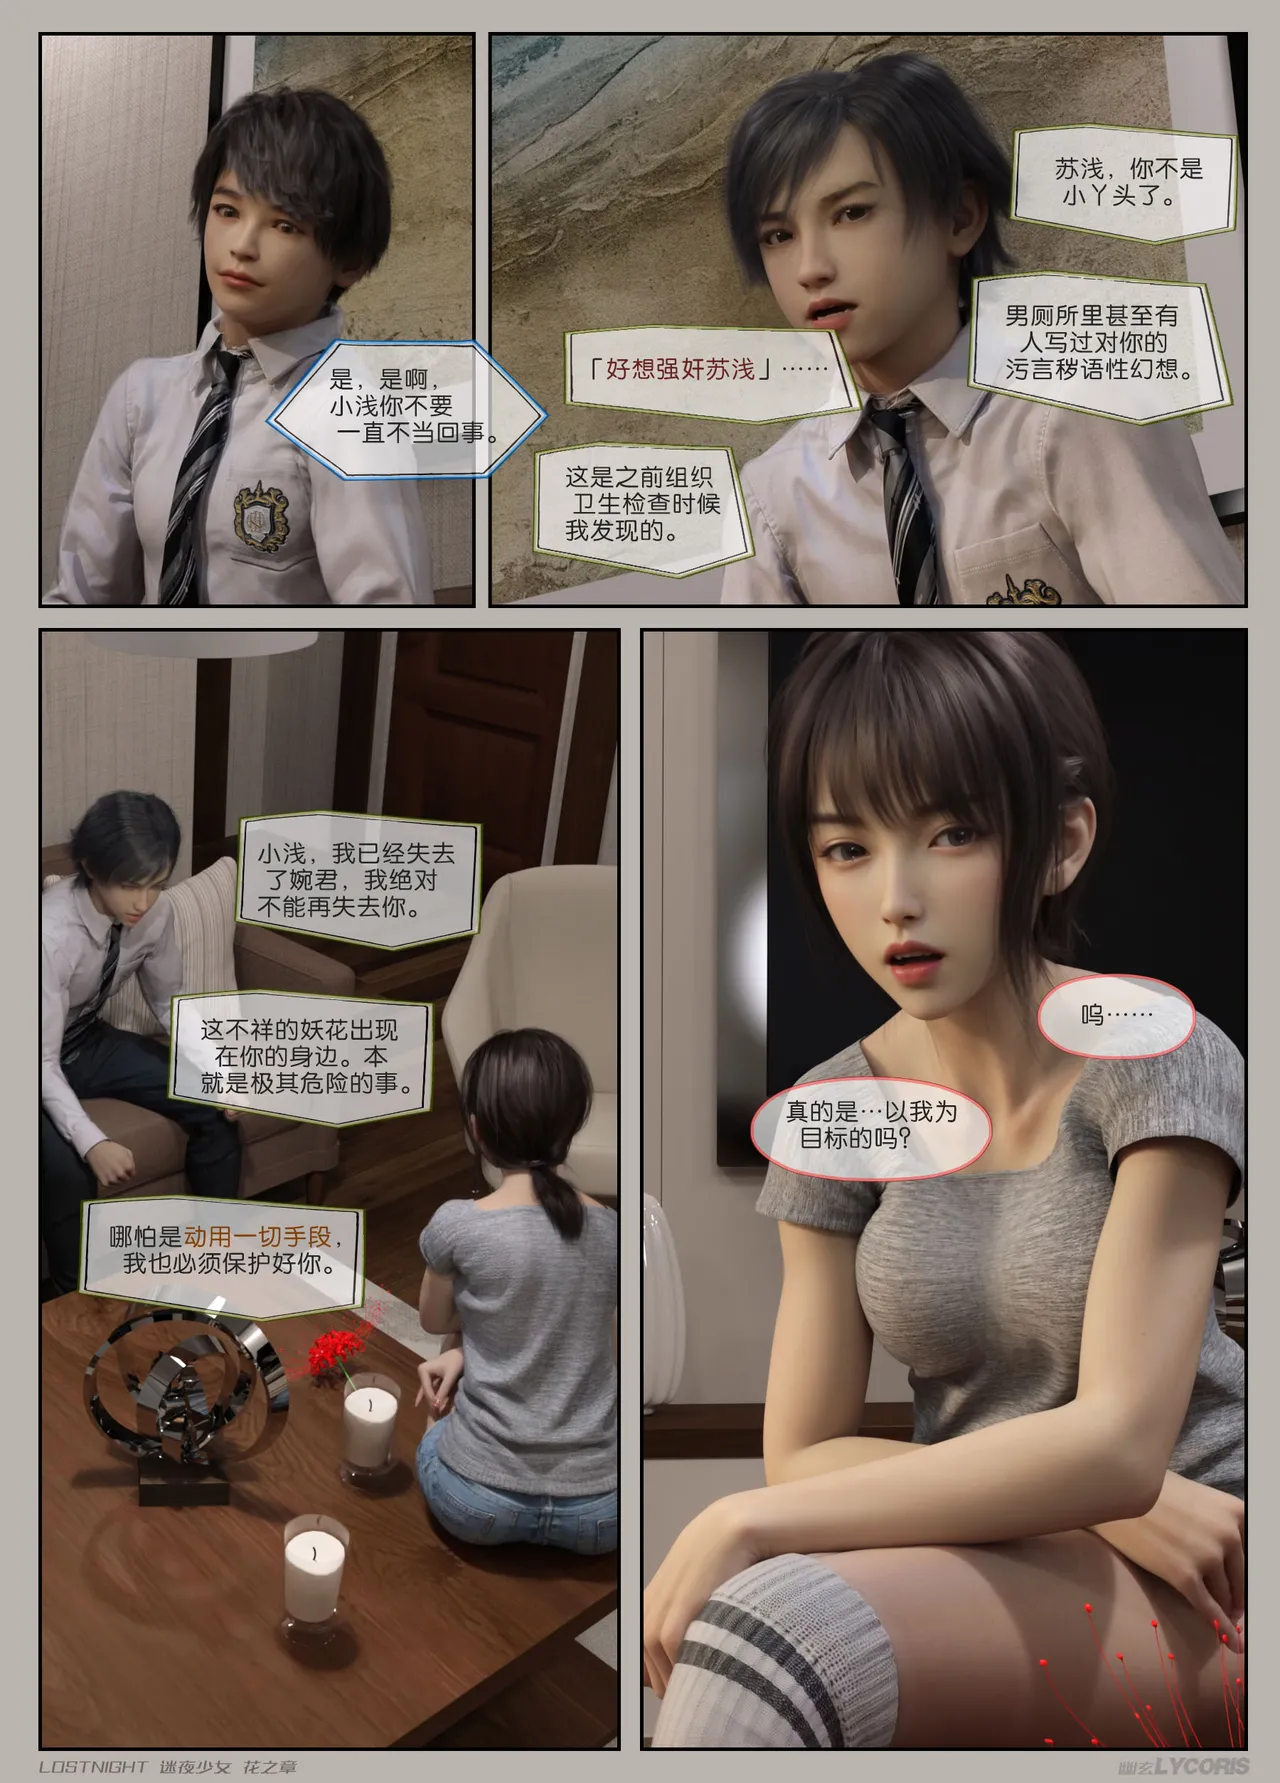 是，是啊，
小浅你不要
一直不当回事。
苏浅，你不是
小丫头了。
男厕所里甚至有
人写过对你的
污言秽语性幻想。
「好想强奸苏浅」……
这是之前组织
卫生检查时候
我发现的。
小浅，我已经失去
了婉君，我绝对
不能再失去你。
这不祥的妖花出现
在你的身边。本
就是极其危险的事。
哪怕是动用一切手段，
我也必须保护好你。
呜……
真的是…以我为
目标的吗？
LOSTNIGHT 迷夜少女 花之章
幽玄LYCORIS